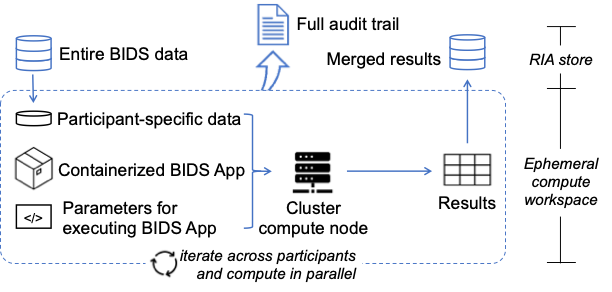 Full audit trail
Entire BIDS data
Merged results
RIA store
Participant-specific data
Containerized BIDS App
</>
Parameters for
executing BIDS App
Cluster
compute node
Results
Ephemeral
compute
workspace
iterate across participants
and compute in parallel